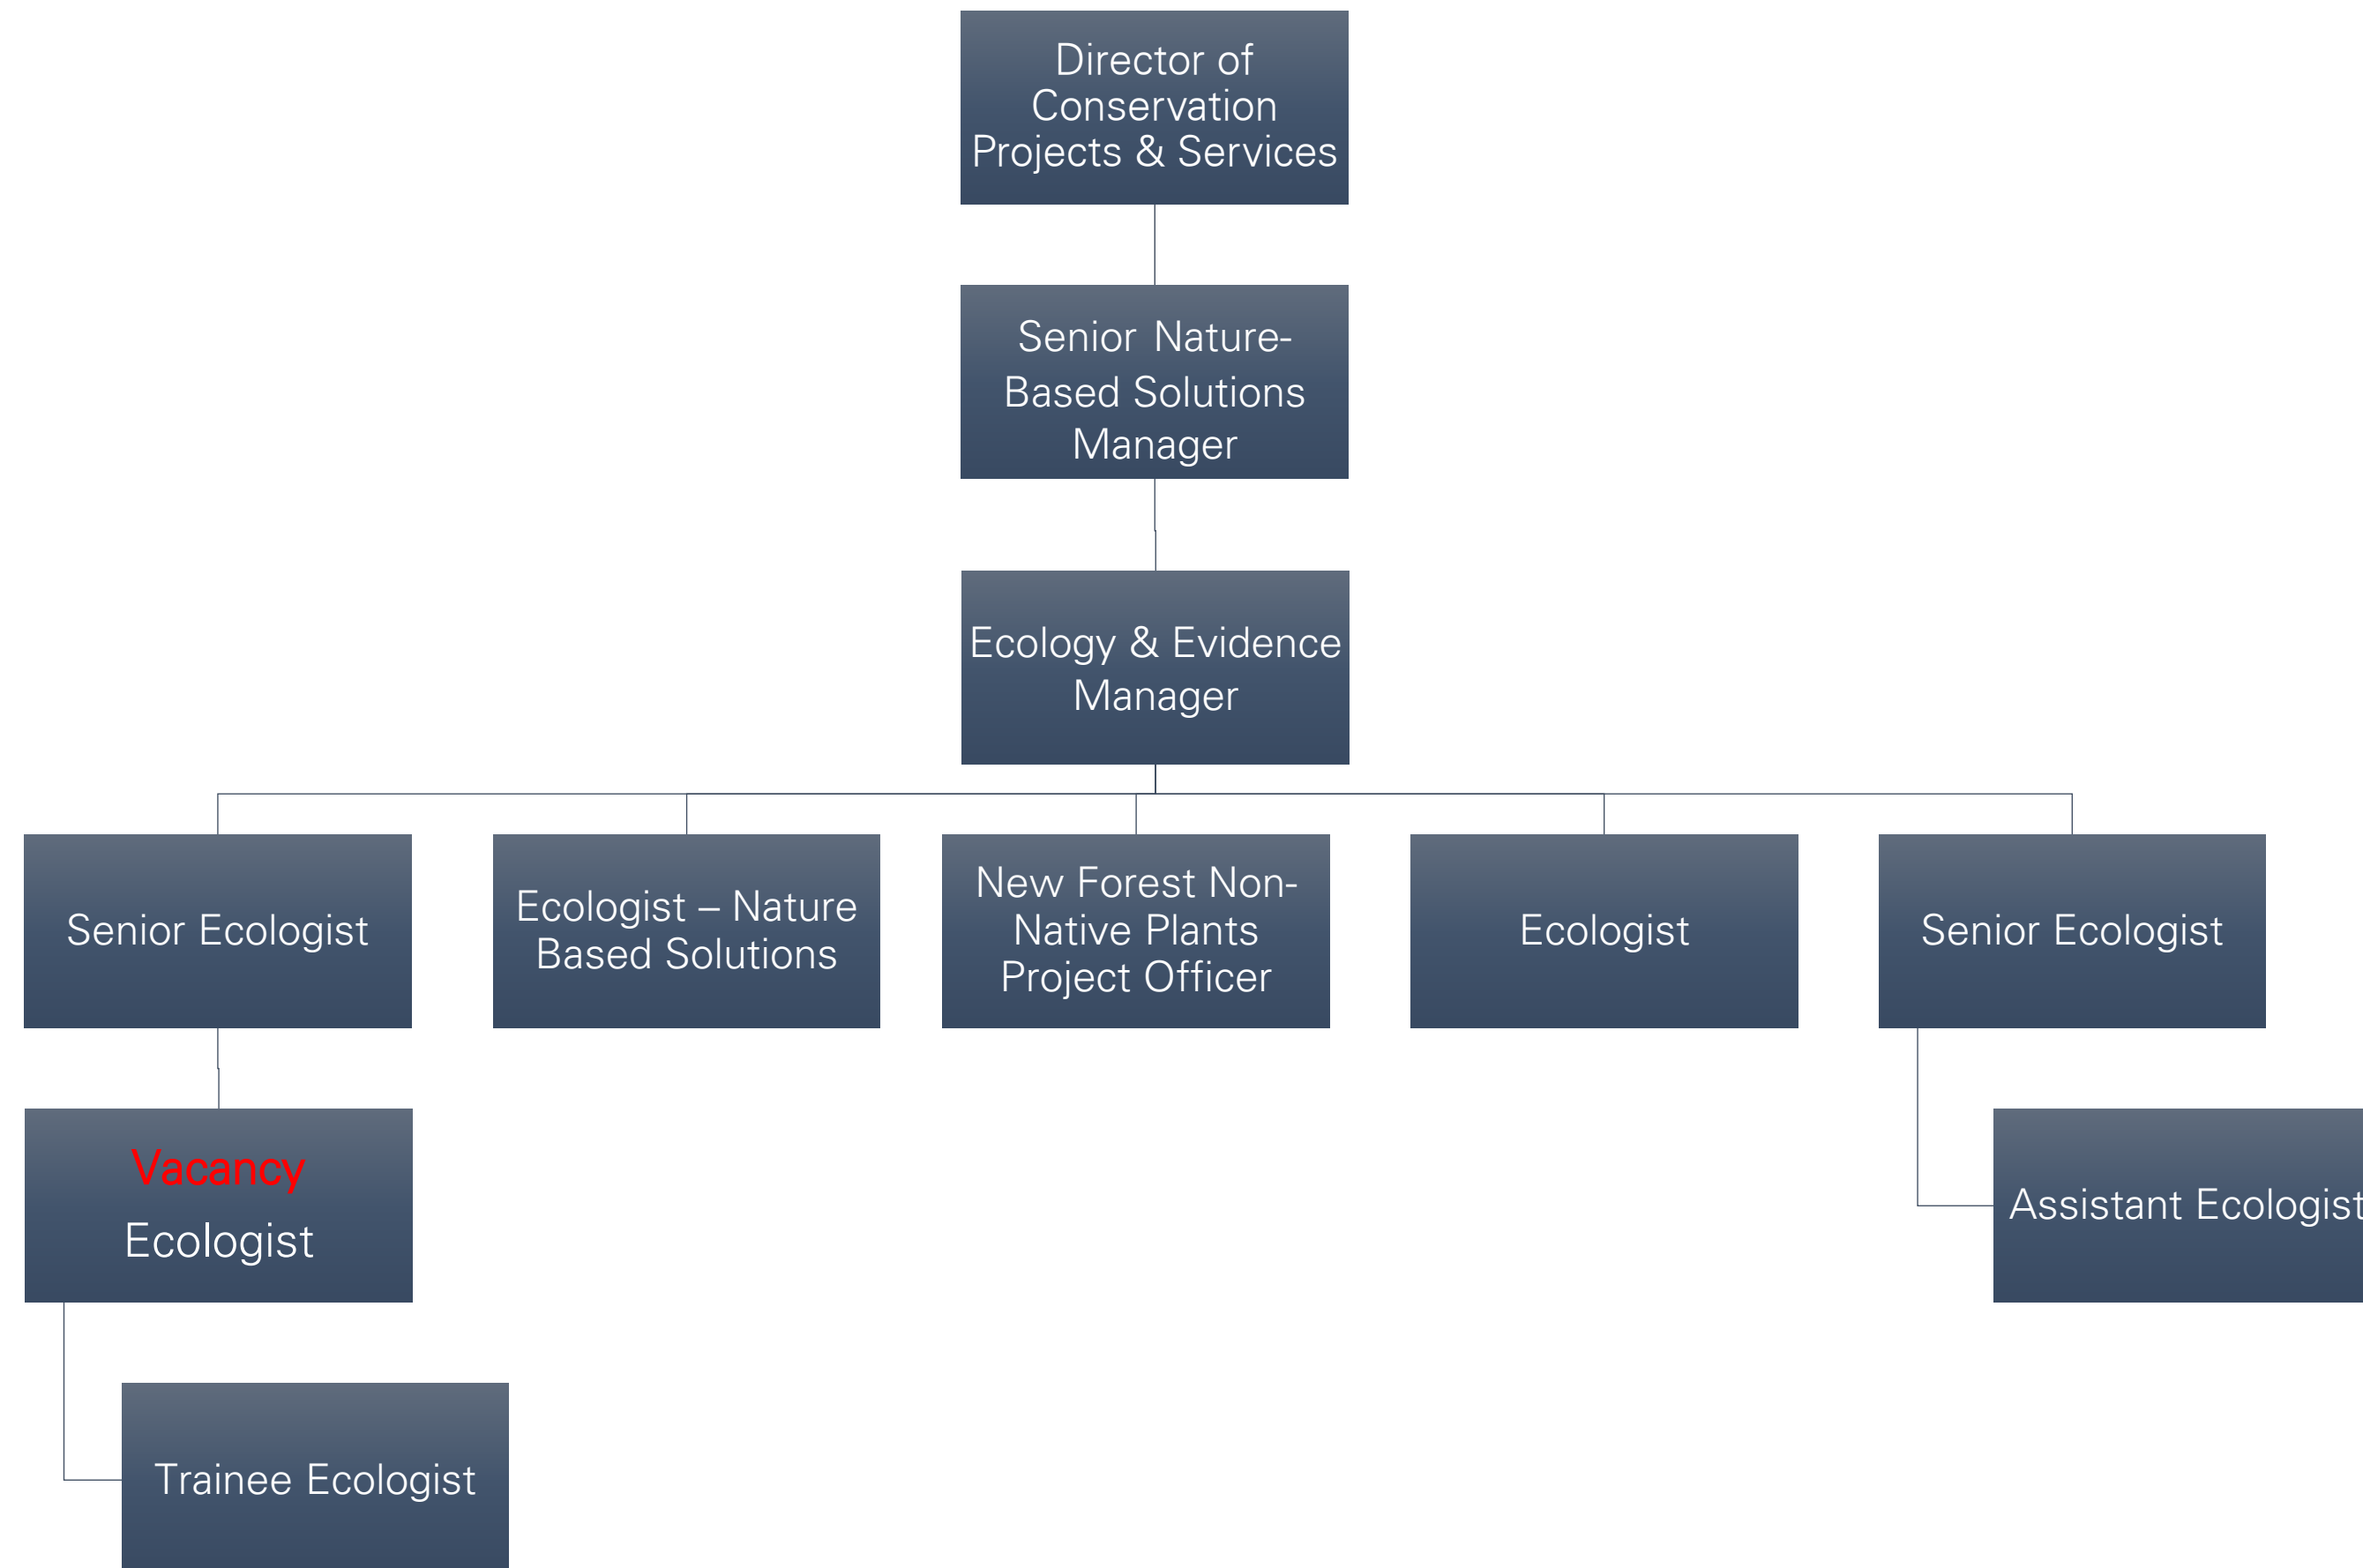 Director of
Conservation
Projects & Services
Senior Nature-
Based Solutions
Manager
Ecology & Evidence
Manager
Senior Ecologist
Ecologist – Nature
Based Solutions
New Forest Non-
Native Plants
Project Officer
Ecologist
Senior Ecologist
Vacancy
Ecologist
Assistant Ecologist
Trainee Ecologist